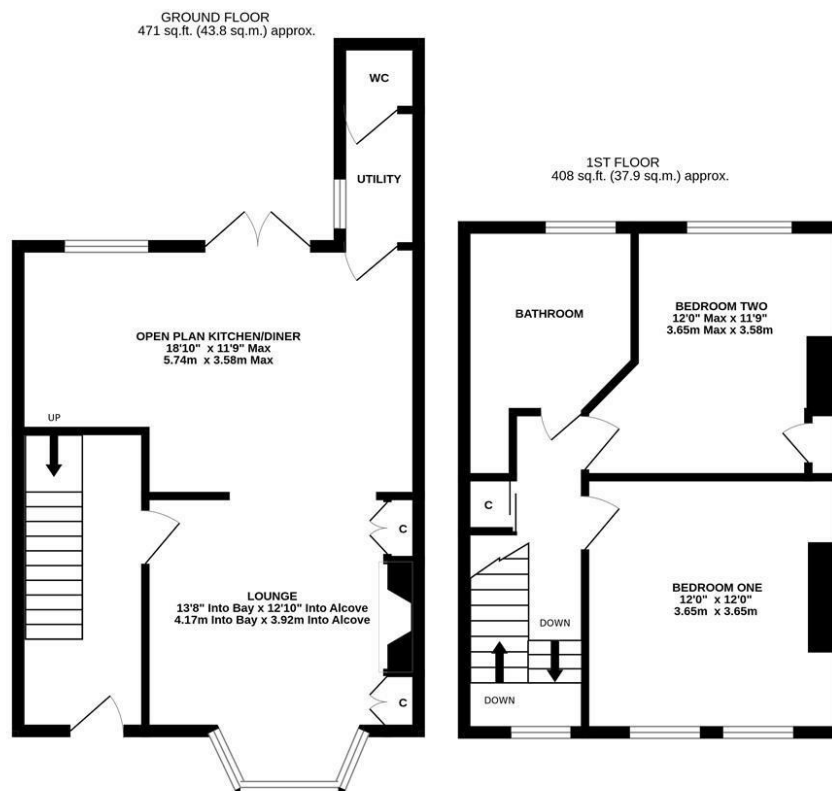 GROUND FLOOR
471 sq.ft. (43.8 sq.m.) approx.
WC
UTILITY
OPEN PLAN KITCHEN/DINER
18'10" x 11'9" Max
5.74m x 3.58m Max
UP
C
LOUNGE
13'8" Into Bay x 12'10" Into Alcove
4.17m Into Bay x 3.92m Into Alcove
C
1ST FLOOR
408 sq.ft. (37.9 sq.m.) approx.
BATHROOM
BEDROOM TWO
12'0" Max x 11'9"
3.65m Max x 3.58m
C
BEDROOM ONE
12'0" x 12'0"
3.65m x 3.65m
DOWN
DOWN